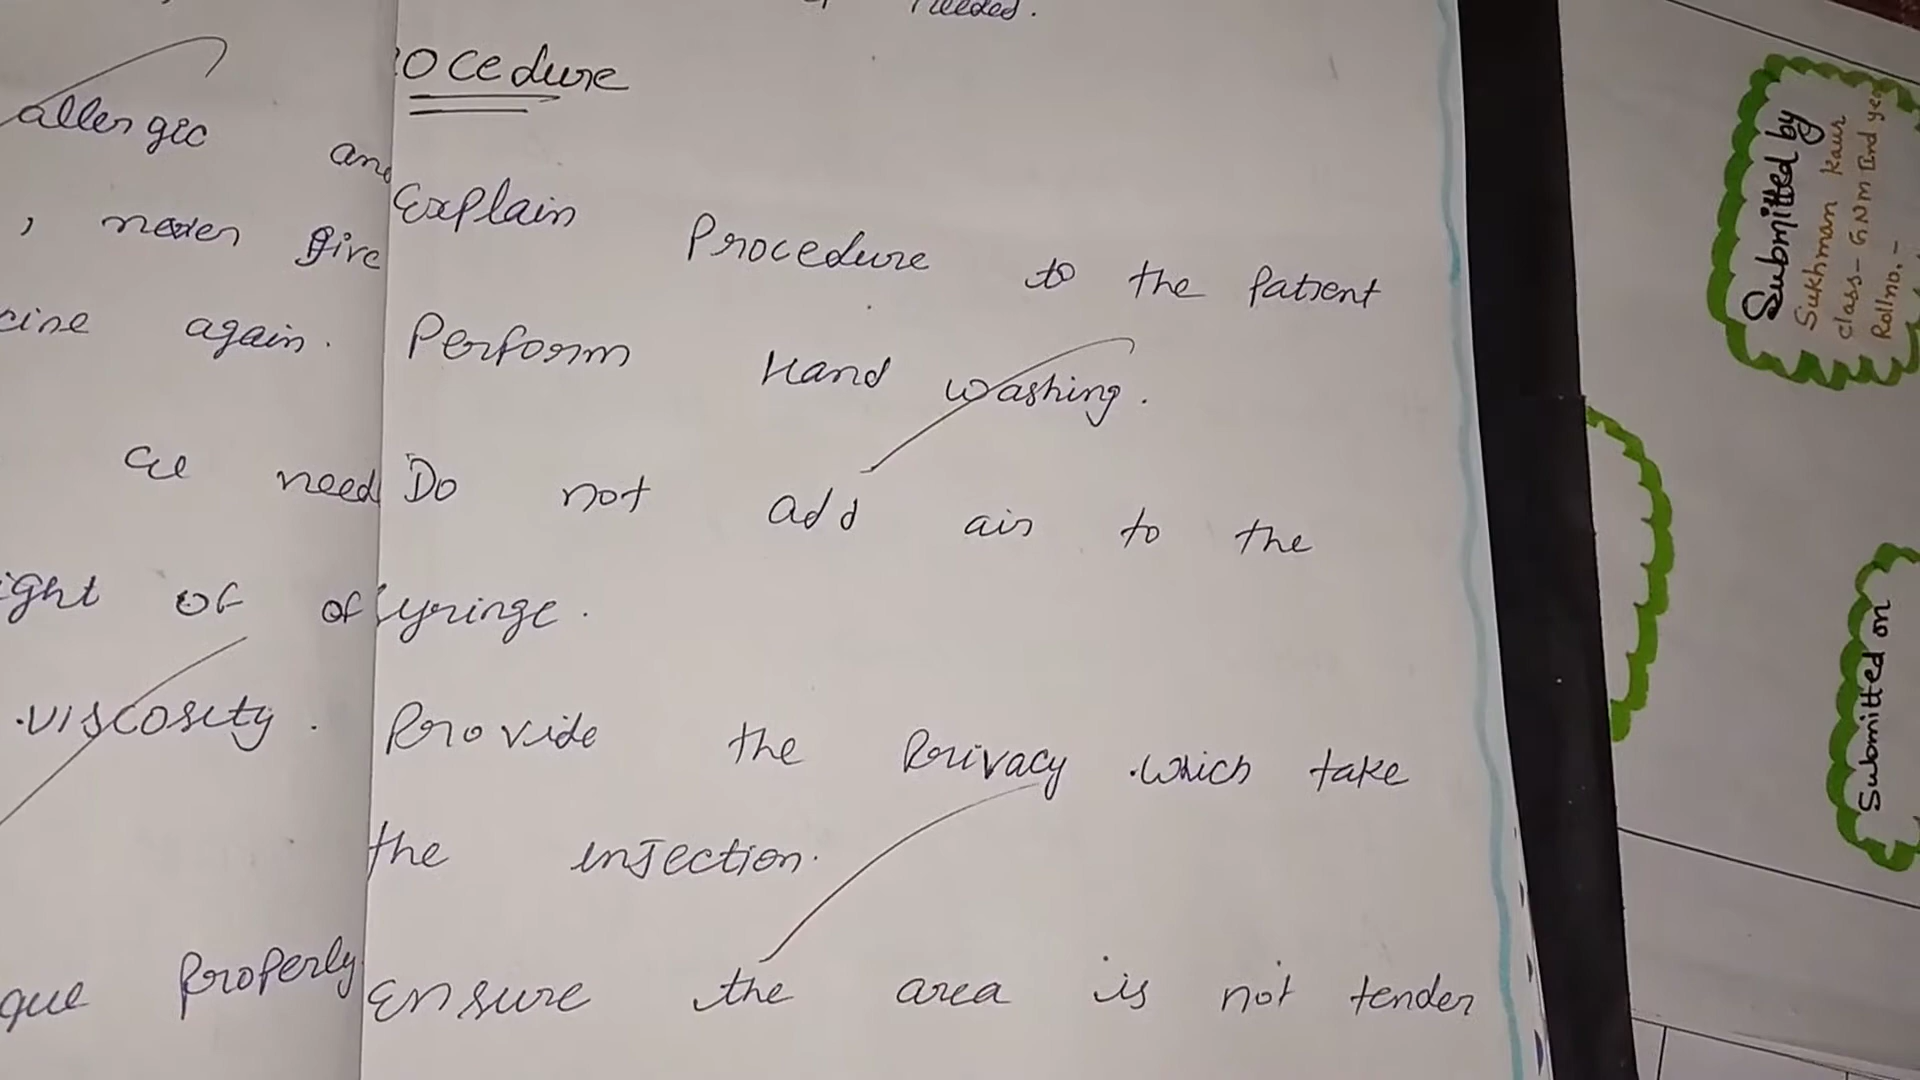 needed.
ocedure
Explain Procedure to the Patient
Perform Hand washing.
Do not add air to the
Syringe.
Provide the Privacy .which take
the injection.
Ensure the area is not tender
allergic and
, never give
cine again.
need
ight of of
.viscosity.
que properly
Submitted by
Sukhman kaur
class- GNM IInd year
Rollno.-
Submitted on